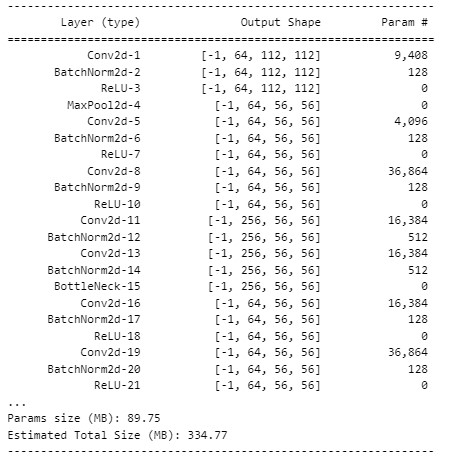 ----------------------------------------------------------------
Layer (type) Output Shape Param #
================================================================
Conv2d-1 [-1, 64, 112, 112] 9,408
BatchNorm2d-2 [-1, 64, 112, 112] 128
ReLU-3 [-1, 64, 112, 112] 0
MaxPool2d-4 [-1, 64, 56, 56] 0
Conv2d-5 [-1, 64, 56, 56] 4,096
BatchNorm2d-6 [-1, 64, 56, 56] 128
ReLU-7 [-1, 64, 56, 56] 0
Conv2d-8 [-1, 64, 56, 56] 36,864
BatchNorm2d-9 [-1, 64, 56, 56] 128
ReLU-10 [-1, 64, 56, 56] 0
Conv2d-11 [-1, 256, 56, 56] 16,384
BatchNorm2d-12 [-1, 256, 56, 56] 512
Conv2d-13 [-1, 256, 56, 56] 16,384
BatchNorm2d-14 [-1, 256, 56, 56] 512
BottleNeck-15 [-1, 256, 56, 56] 0
Conv2d-16 [-1, 64, 56, 56] 16,384
BatchNorm2d-17 [-1, 64, 56, 56] 128
ReLU-18 [-1, 64, 56, 56] 0
Conv2d-19 [-1, 64, 56, 56] 36,864
BatchNorm2d-20 [-1, 64, 56, 56] 128
ReLU-21 [-1, 64, 56, 56] 0
...
Params size (MB): 89.75
Estimated Total Size (MB): 334.77
----------------------------------------------------------------